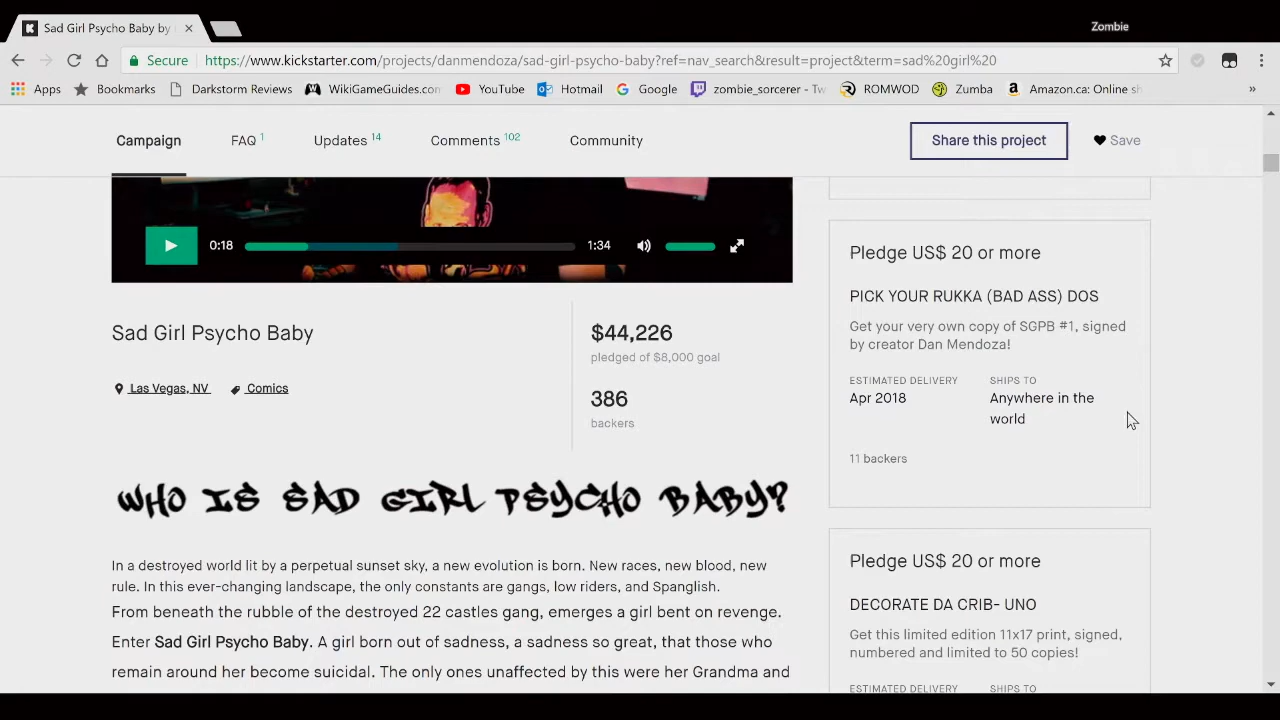 Sad Girl Psycho Baby by
Zombie
Secure https://www.kickstarter.com/projects/danmendoza/sad-girl-psycho-baby?ref=nav_search&result=project&term=sad%20girl%20
Apps Bookmarks Darkstorm Reviews WikiGameGuides.com YouTube Hotmail Google zombie_sorcerer - Tw ROMWOD Zumba Amazon.ca: Online sh »
Campaign FAQ 1 Updates 14 Comments 102 Community Share this project Save
0:18 1:34
Sad Girl Psycho Baby
Las Vegas, NV Comics
$44,226
pledged of $8,000 goal
386
backers
WHO IS SAD GIRL PSYCHO BABY?
In a destroyed world lit by a perpetual sunset sky, a new evolution is born. New races, new blood, new
rule. In this ever-changing landscape, the only constants are gangs, low riders, and Spanglish.
From beneath the rubble of the destroyed 22 castles gang, emerges a girl bent on revenge.
Enter Sad Girl Psycho Baby. A girl born out of sadness, a sadness so great, that those who
remain around her become suicidal. The only ones unaffected by this were her Grandma and
Pledge US$ 20 or more
PICK YOUR RUKKA (BAD ASS) DOS
Get your very own copy of SGPB #1, signed
by creator Dan Mendoza!
ESTIMATED DELIVERY SHIPS TO
Apr 2018 Anywhere in the
world
11 backers
Pledge US$ 20 or more
DECORATE DA CRIB- UNO
Get this limited edition 11x17 print, signed,
numbered and limited to 50 copies!
ESTIMATED DELIVERY SHIPS TO